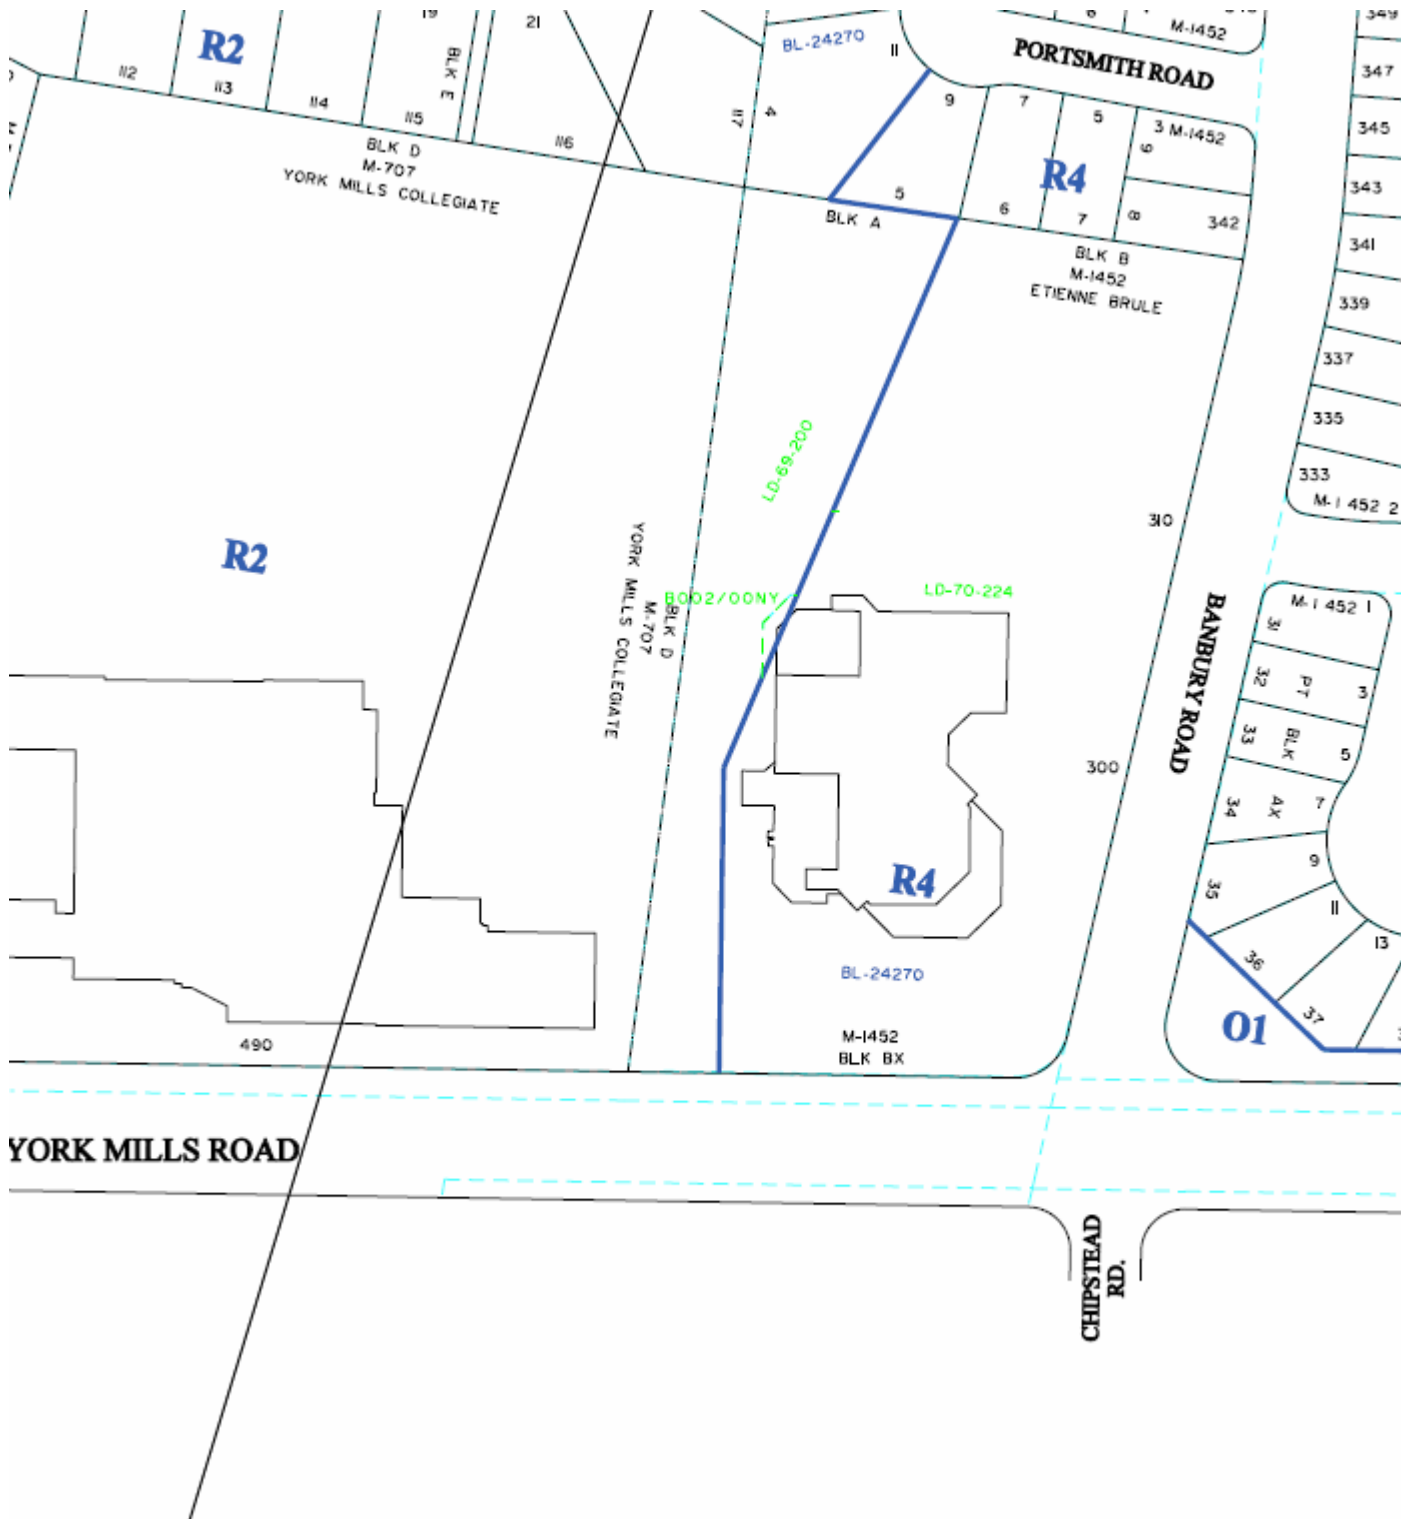 19
21
BL-24270
11
6
M-1452
349
R2
BLK E
PORTSMITH ROAD
347
112
113
114
115
116
117
4
9
7
5
3 M-1452
9
345
BLK D
M-707
YORK MILLS COLLEGIATE
R4
343
5
6
7
8
342
BLK A
341
BLK B
M-1452
ETIENNE BRULE
339
337
335
LD-69-200
333
M-1 452 2
310
R2
YORK MILLS COLLEGIATE
M-707
BLK D
B002/00NY
LD-70-224
BANBURY ROAD
M-1 452 1
31
32
PT
3
33
BLK
5
300
34
AX
7
9
35
R4
11
13
36
37
O1
BL-24270
M-1452
BLK BX
490
YORK MILLS ROAD
CHIPSTEAD
RD.